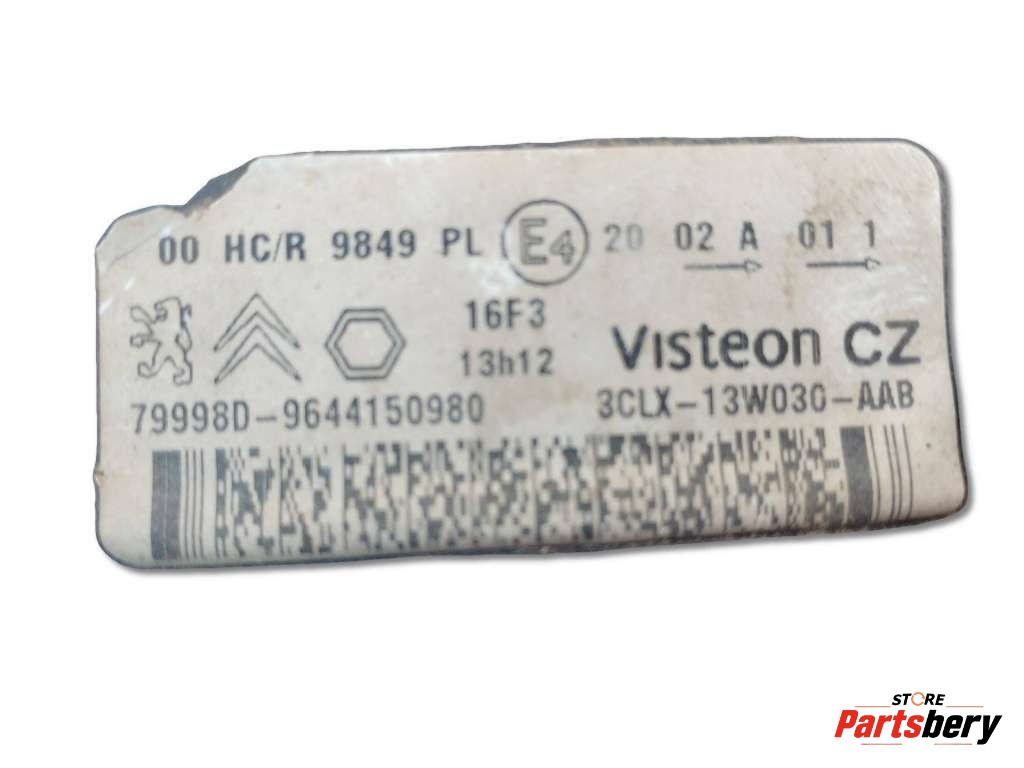 00 HC/R 9849 PL E4 20 02 A 01 1
16F3
13h12
Visteon CZ
79998D-9644150980 3CLX-13W030-AAB
STORE
Partsbery